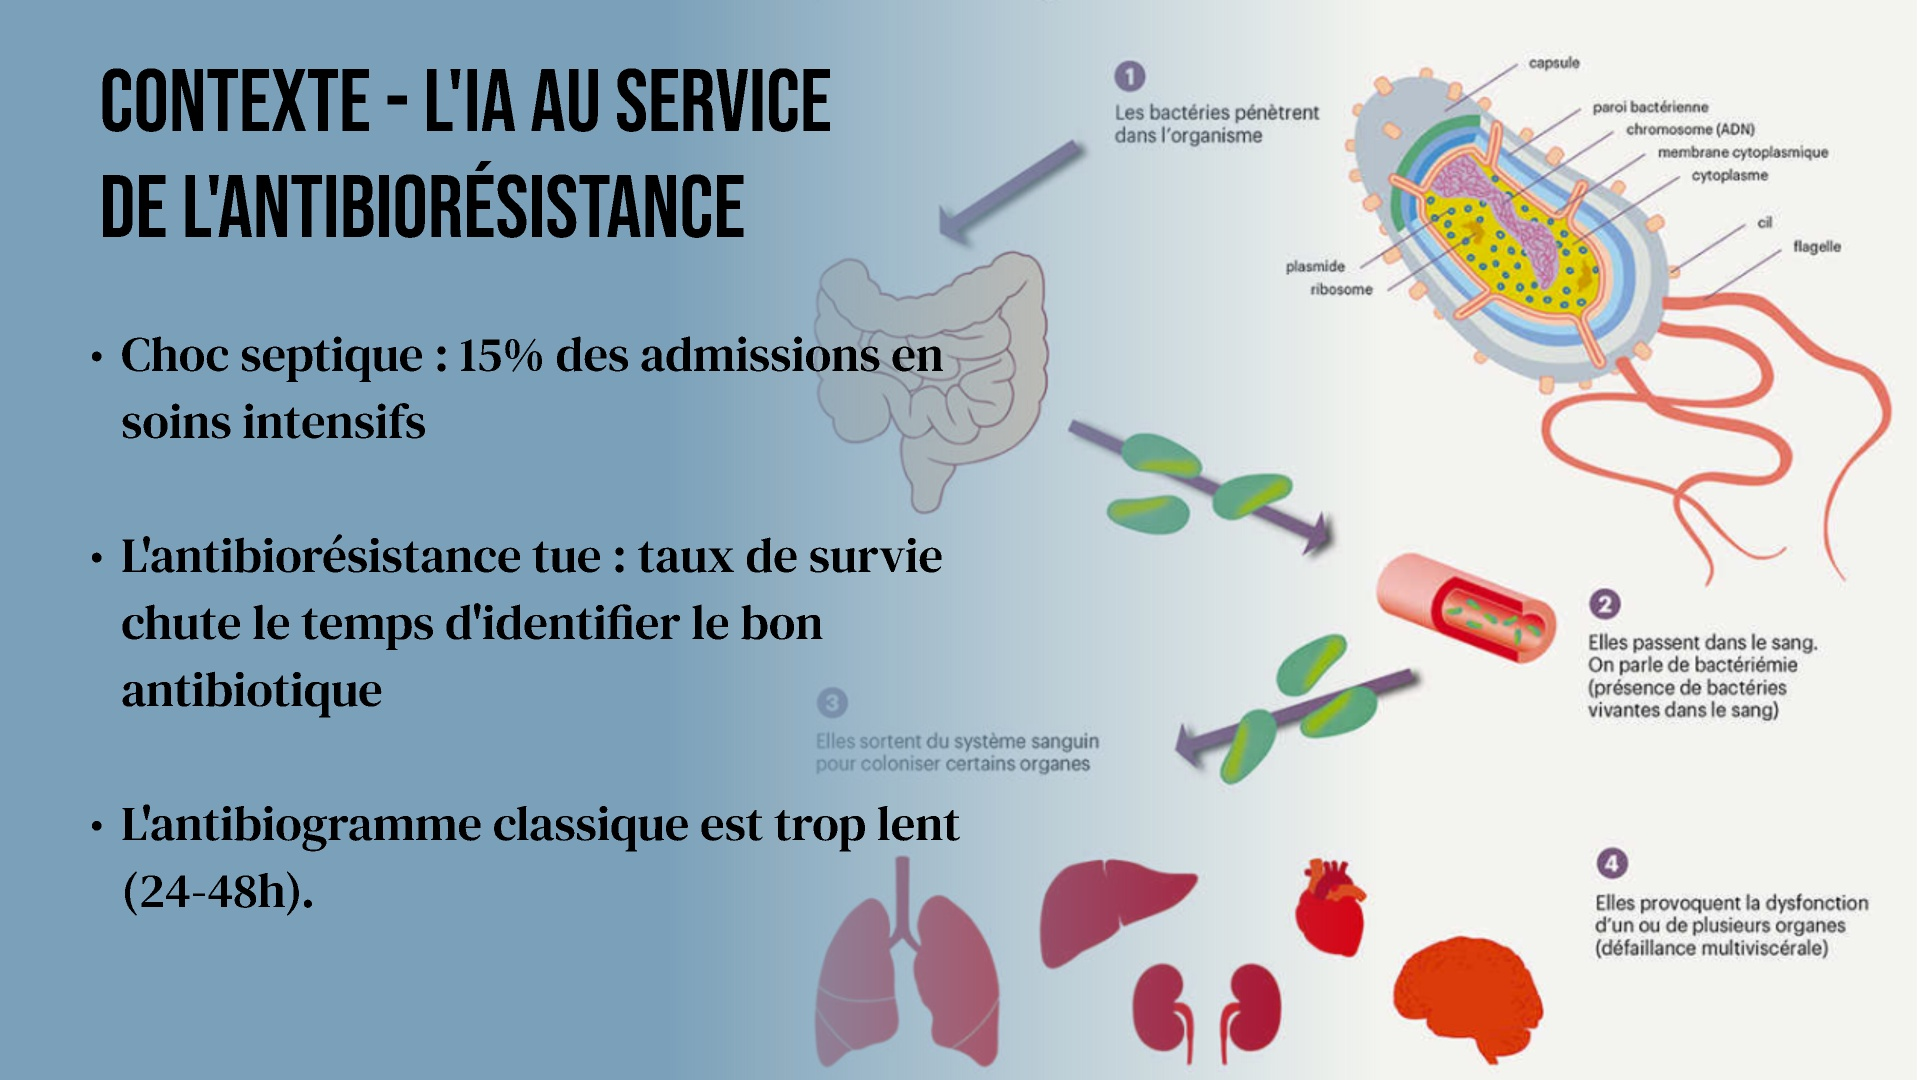 CONTEXTE - L'IA AU SERVICE
DE L'ANTIBIORÉSISTANCE
• Choc septique : 15% des admissions en
soins intensifs
• L'antibiorésistance tue : taux de survie
chute le temps d'identifier le bon
antibiotique
• L'antibiogramme classique est trop lent
(24-48h).
1
Les bactéries pénètrent
dans l'organisme
capsule
paroi bactérienne
chromosome (ADN)
membrane cytoplasmique
cytoplasme
cil
flagelle
plasmide
ribosome
2
Elles passent dans le sang.
On parle de bactériémie
(présence de bactéries
vivantes dans le sang)
3
Elles sortent du système sanguin
pour coloniser certains organes
4
Elles provoquent la dysfonction
d'un ou de plusieurs organes
(défaillance multiviscérale)